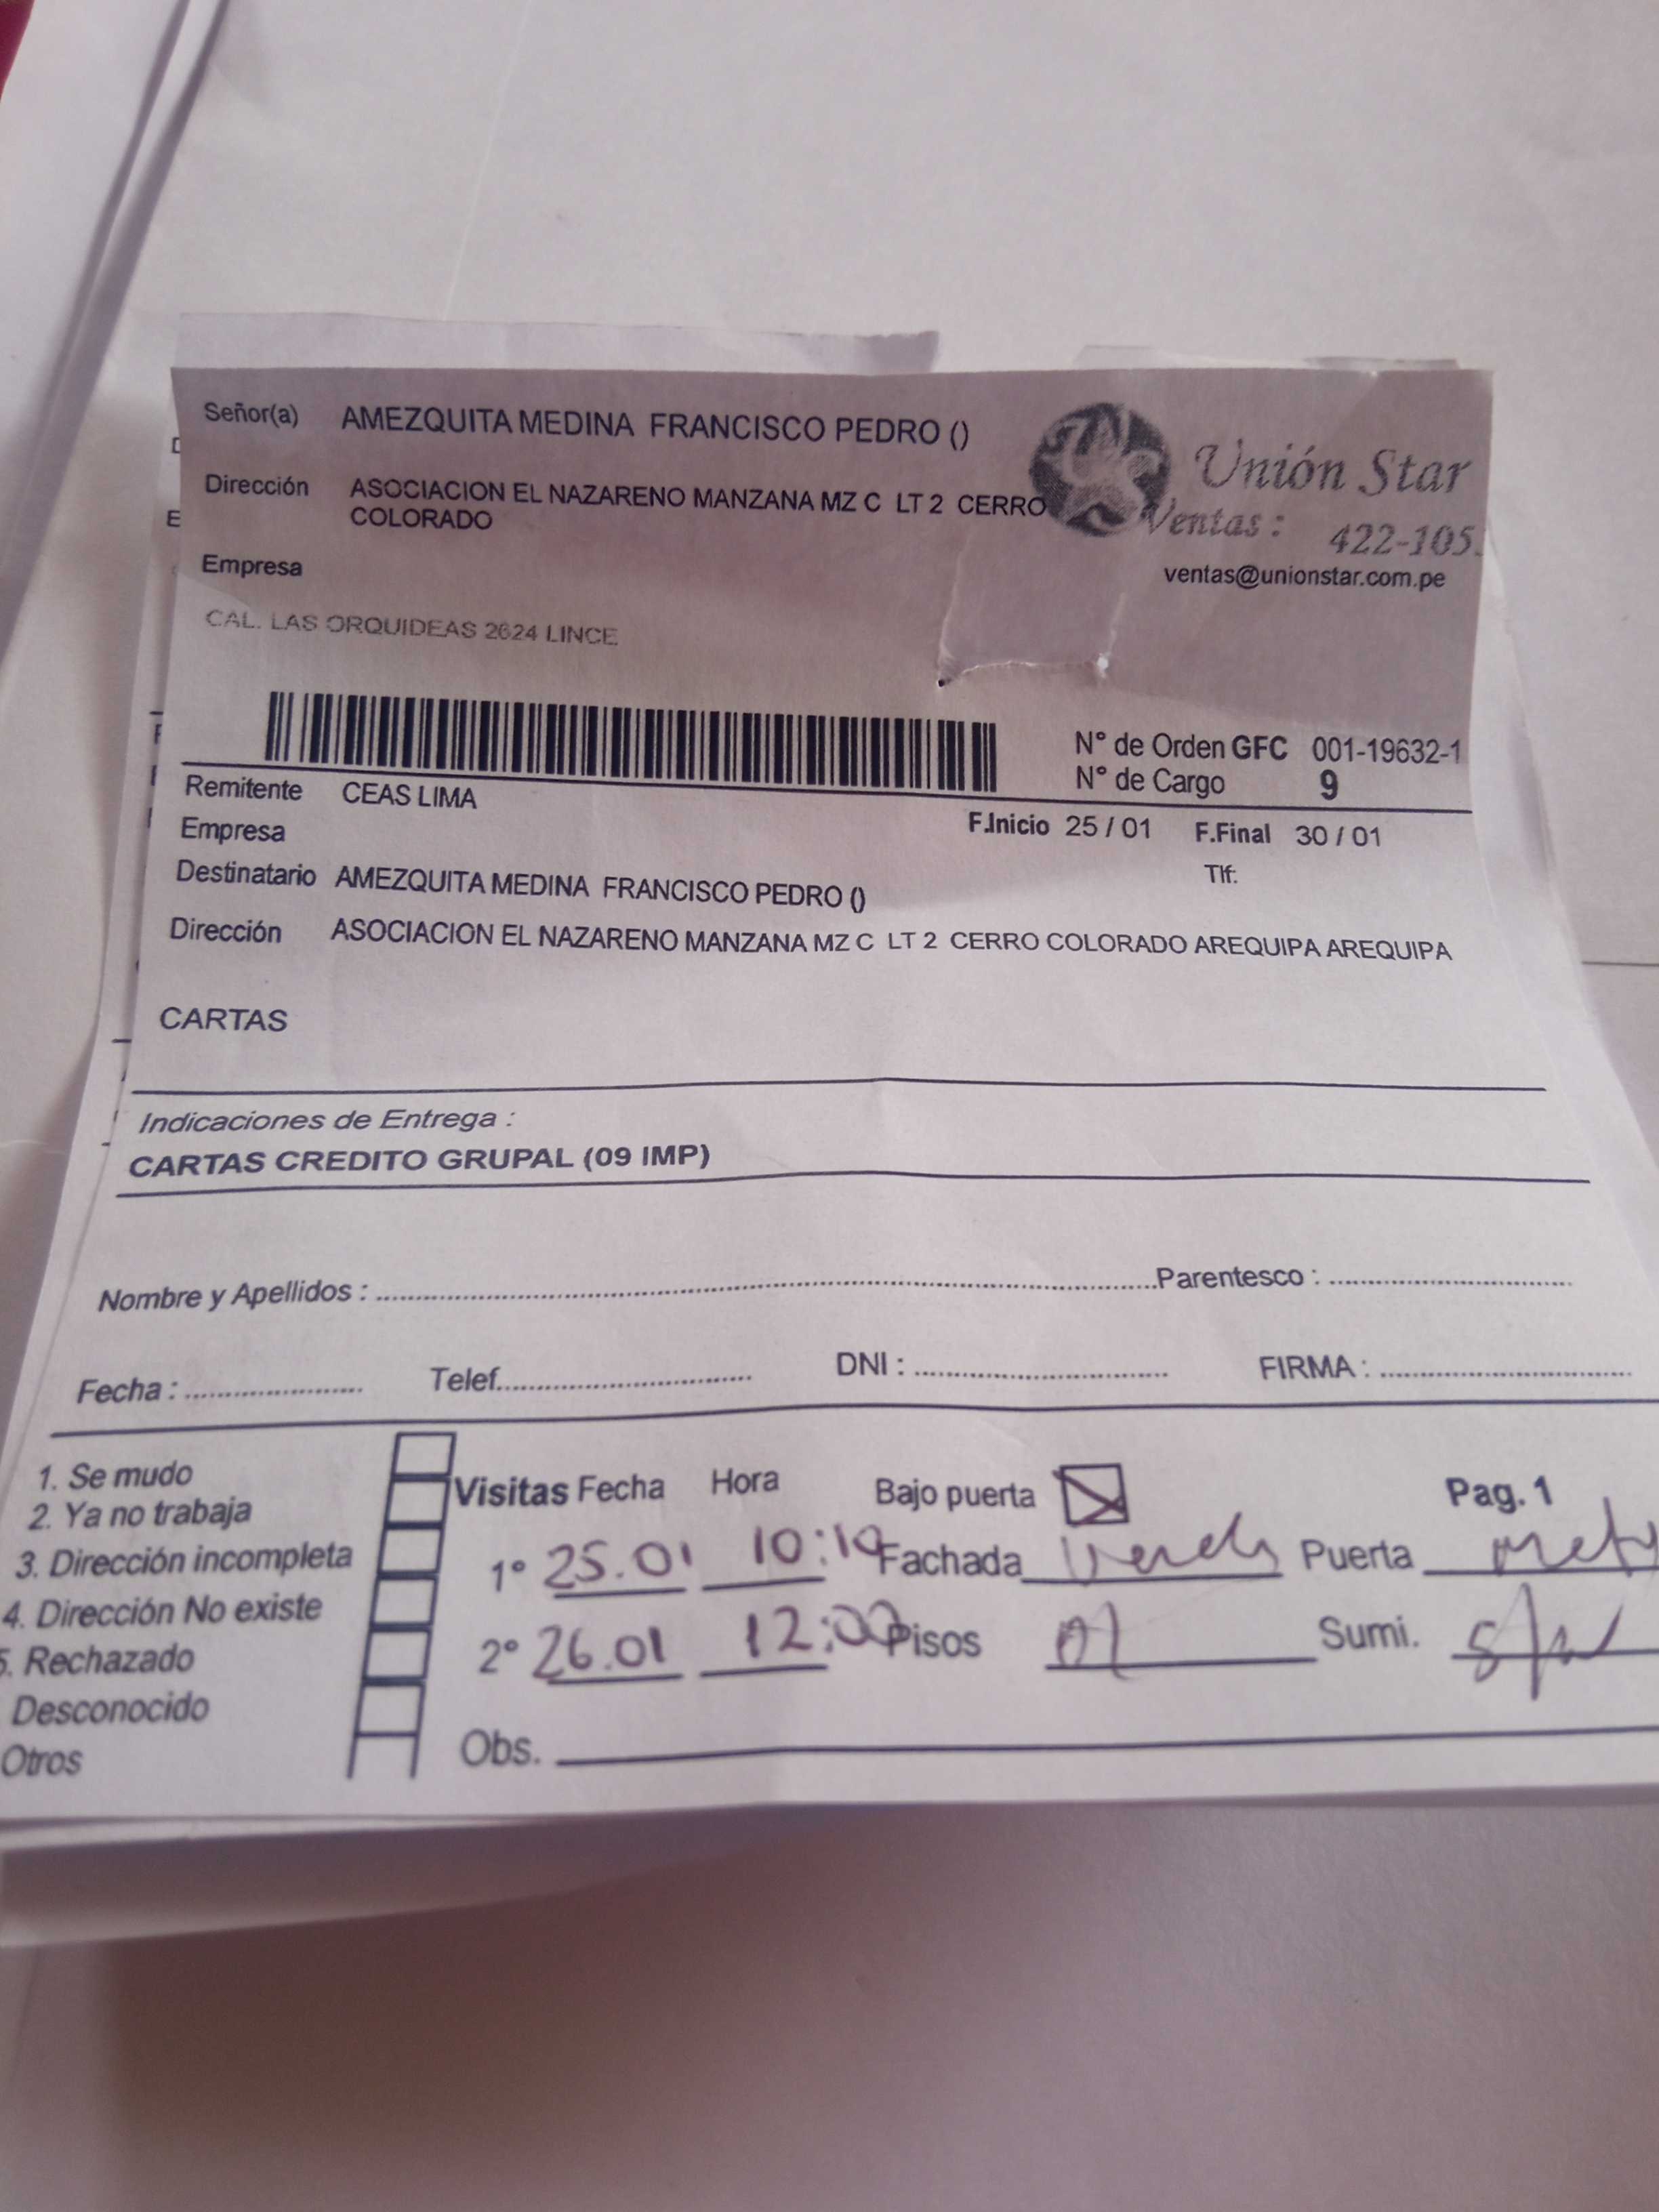 Señor(a) AMEZQUITA MEDINA FRANCISCO PEDRO ()
Unión Star
Dirección ASOCIACION EL NAZARENO MANZANA MZ C LT 2 CERRO
COLORADO
Ventas : 422-105
ventas@unionstar.com.pe
Empresa
CAL. LAS ORQUIDEAS 2624 LINCE
N° de Orden GFC 001-19632-1
N° de Cargo 9
Remitente CEAS LIMA
Empresa
F.Inicio 25 / 01 F.Final 30 / 01
Tlf:
Destinatario AMEZQUITA MEDINA FRANCISCO PEDRO ()
Dirección ASOCIACION EL NAZARENO MANZANA MZ C LT 2 CERRO COLORADO AREQUIPA AREQUIPA
CARTAS
Indicaciones de Entrega :
CARTAS CREDITO GRUPAL (09 IMP)
Nombre y Apellidos : Parentesco :
Fecha : Telef. DNI : FIRMA :
1. Se mudo
2. Ya no trabaja
3. Dirección incompleta
4. Dirección No existe
5. Rechazado
Desconocido
Otros
Visitas Fecha Hora Bajo puerta Pag. 1
1° 25.01 10:19 Fachada Puerta
2° 26.01 12:00 Pisos 01 Sumi.
Obs.